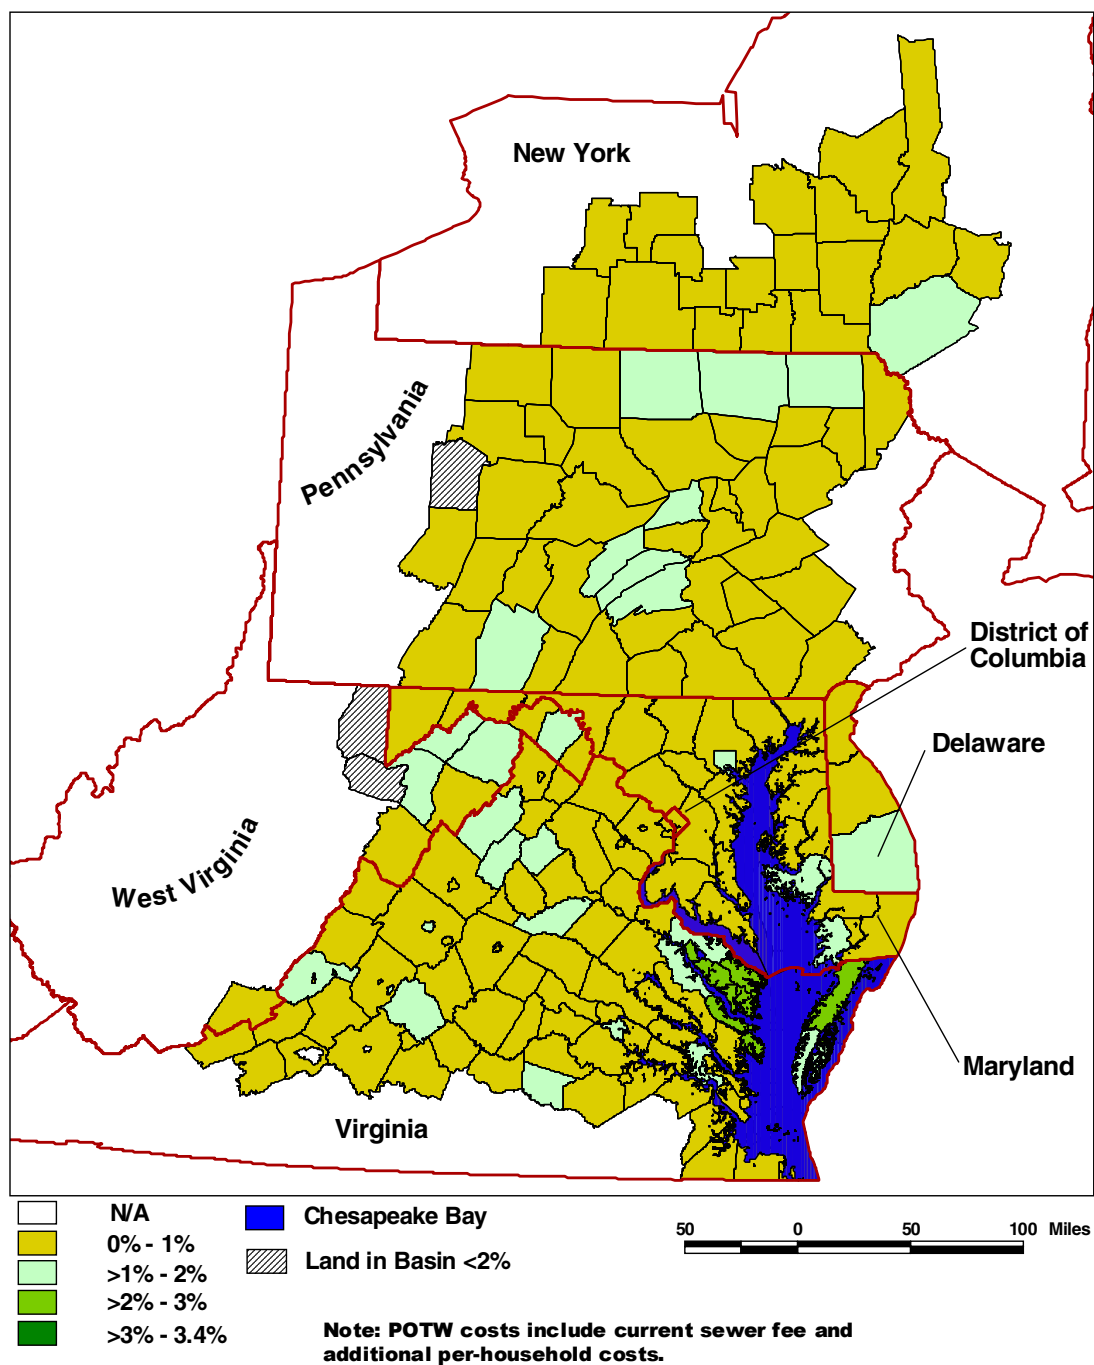 New York
Pennsylvania
District of
Columbia
Delaware
West Virginia
Maryland
Virginia
N/A
0% - 1%
>1% - 2%
>2% - 3%
>3% - 3.4%
Chesapeake Bay
Land in Basin <2%
50 0 50 100 Miles
Note: POTW costs include current sewer fee and
additional per-household costs.